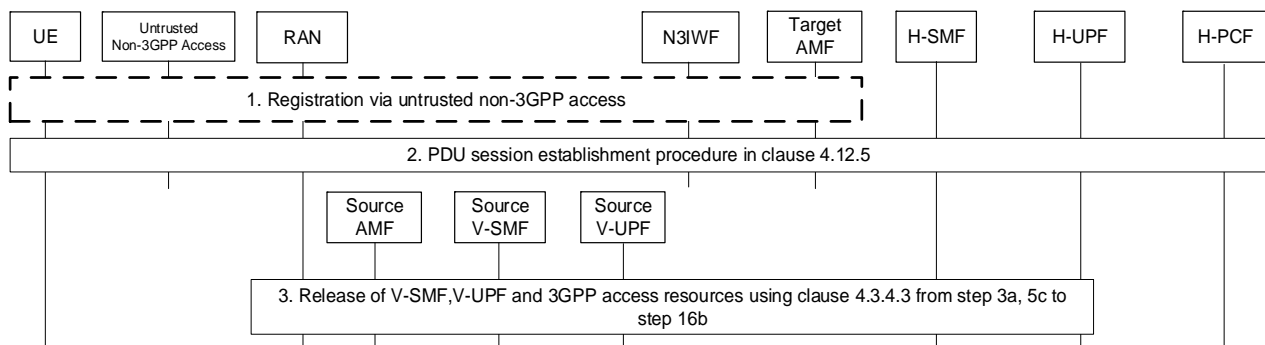 UE
Untrusted
Non-3GPP Access
RAN
N3IWF
Target
AMF
H-SMF
H-UPF
H-PCF
1. Registration via untrusted non-3GPP access
2. PDU session establishment procedure in clause 4.12.5
Source
AMF
Source
V-SMF
Source
V-UPF
3. Release of V-SMF,V-UPF and 3GPP access resources using clause 4.3.4.3 from step 3a, 5c to
step 16b